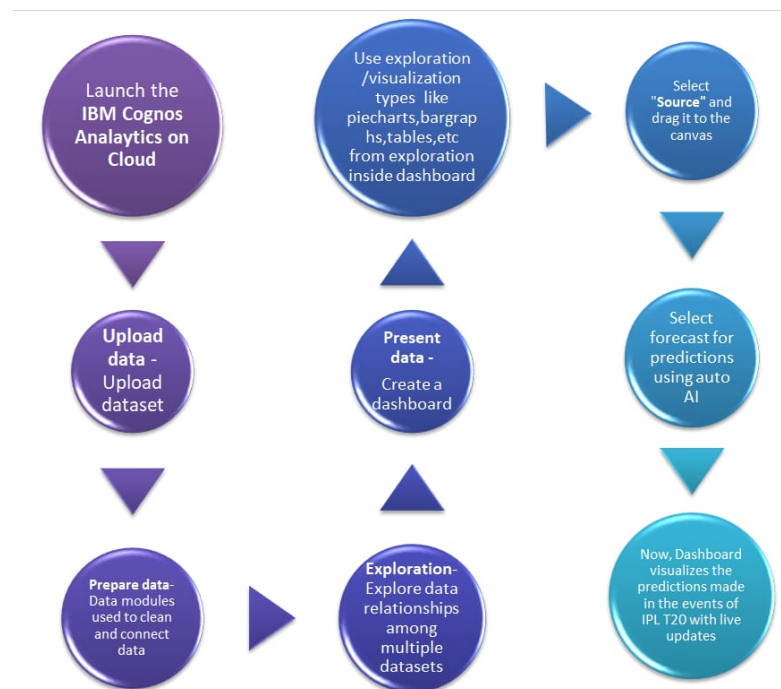 Launch the
IBM Cognos
Analaytics on
Cloud
Upload
data -
Upload
dataset
Prepare data-
Data modules
used to clean
and connect
data
Exploration-
Explore data
relationships
among
multiple
datasets
Present
data -
Create a
dashboard
Use exploration
/visualization
types like
piecharts,bargrap
hs,tables,etc
from exploration
inside dashboard
Select
"Source" and
drag it to the
canvas
Select
forecast for
predictions
using auto
AI
Now, Dashboard
visualizes the
predictions made
in the events of
IPL T20 with live
updates